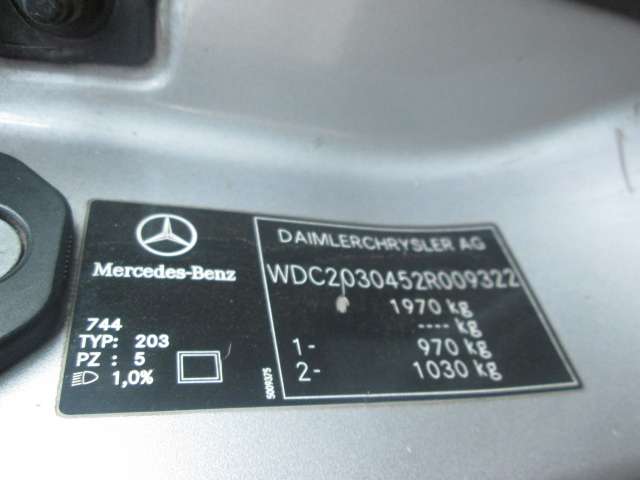 Mercedes-Benz
744
TYP: 203
PZ : 5
1,0%
5009375
DAIMLERCHRYSLER AG
WDC2030452R009322
1970 kg
---- kg
1- 970 kg
2- 1030 kg